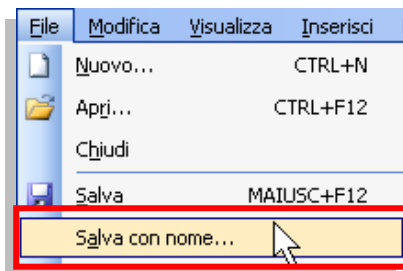 File Modifica Visualizza Inserisci
Nuovo... CTRL+N
Apri... CTRL+F12
Chiudi
Salva MAIUSC+F12
Salva con nome...